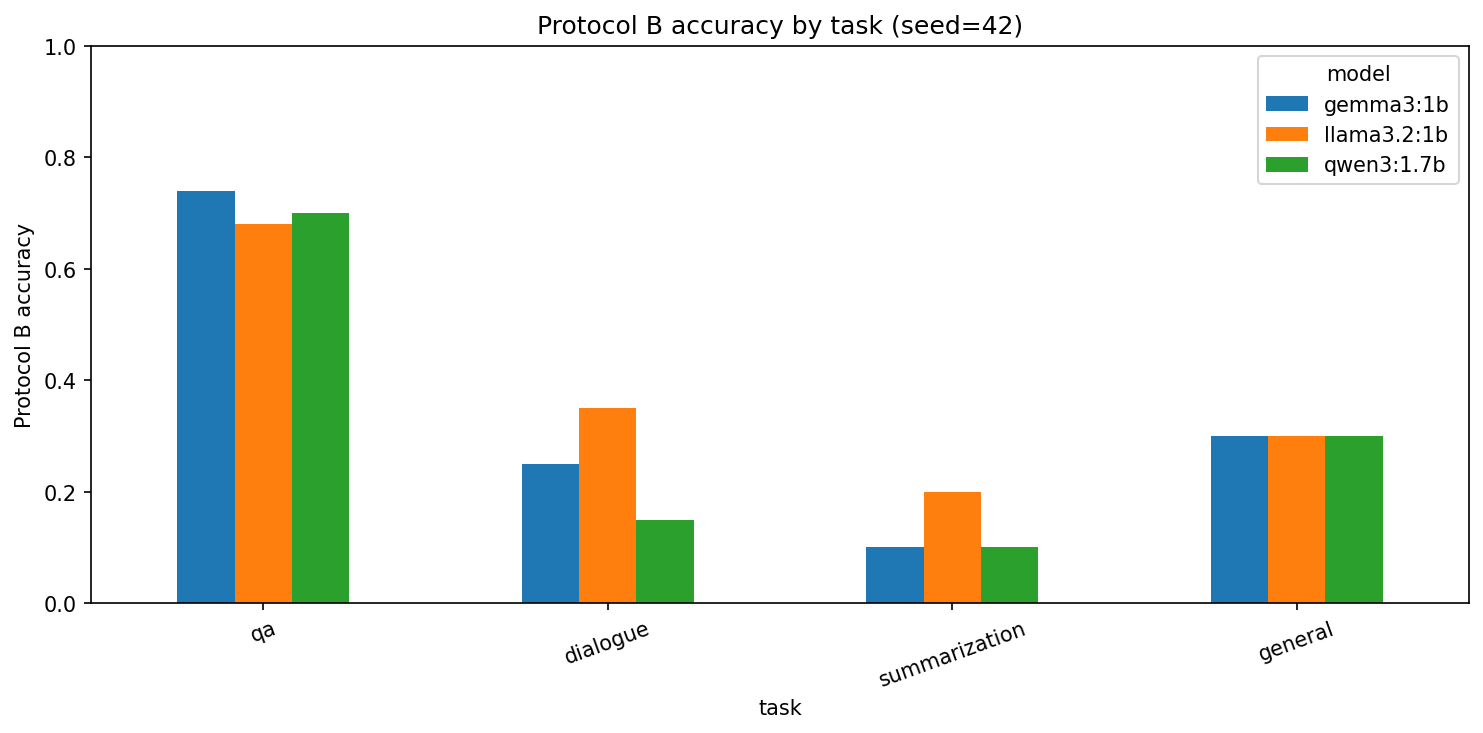 Protocol B accuracy by task (seed=42)
model
gemma3:1b
llama3.2:1b
qwen3:1.7b
Protocol B accuracy
1.0
0.8
0.6
0.4
0.2
0.0
qa
dialogue
summarization
general
task